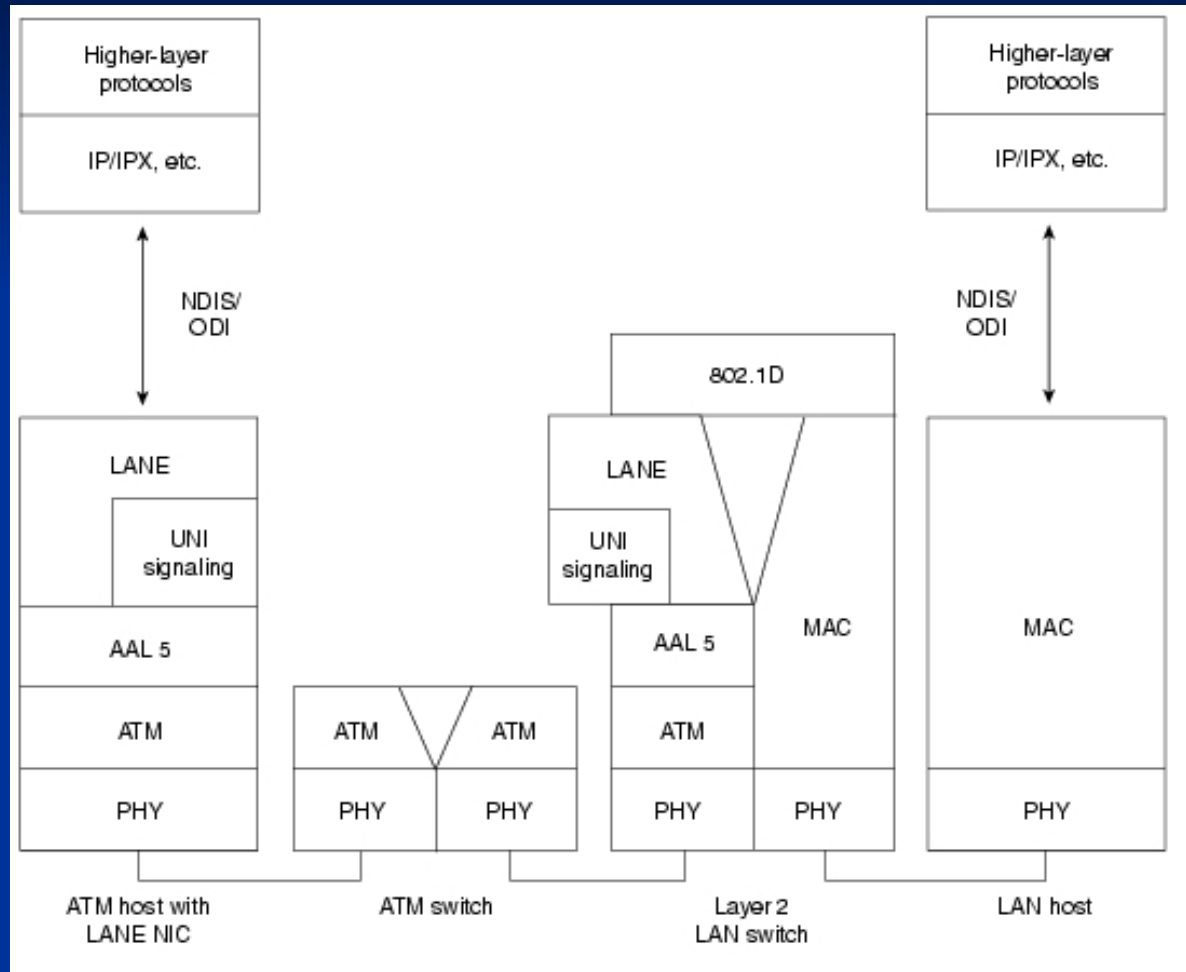 Higher-layer
protocols
IP/IPX, etc.
NDIS/
ODI
LANE
UNI
signaling
AAL 5
ATM
PHY
ATM host with
LANE NIC
ATM
ATM
PHY
PHY
ATM switch
802.1D
LANE
UNI
signaling
AAL 5
ATM
PHY
MAC
PHY
Layer 2
LAN switch
Higher-layer
protocols
IP/IPX, etc.
NDIS/
ODI
MAC
PHY
LAN host